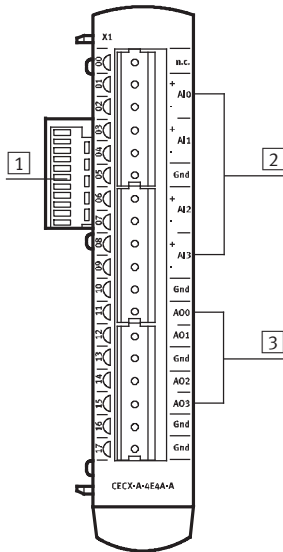 X1
00 n.c.
01 +
AI0
02 -
03 +
AI1
04 -
05 Gnd
06 +
AI2
07 -
08 +
AI3
09 -
10 Gnd
11 AO0
12 AO1
13 Gnd
14 AO2
15 AO3
16 Gnd
17 Gnd
CECX-A-4E4A-A
1
2
3